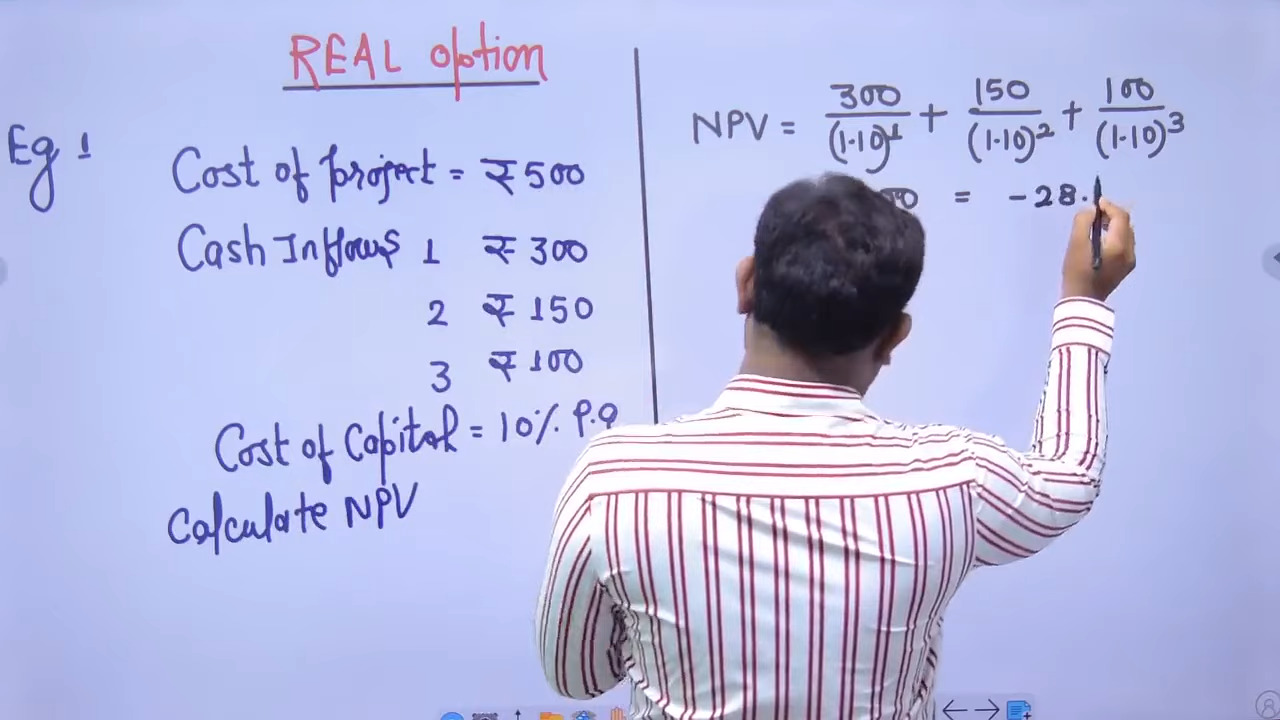 REAL option
Eg 1
Cost of project = ₹500
Cash Inflows 1 ₹ 300
2 ₹ 150
3 ₹ 100
Cost of Capital = 10% P.a
Calculate NPV
NPV = 300/(1.10)^1 + 150/(1.10)^2 + 100/(1.10)^3
= -28.